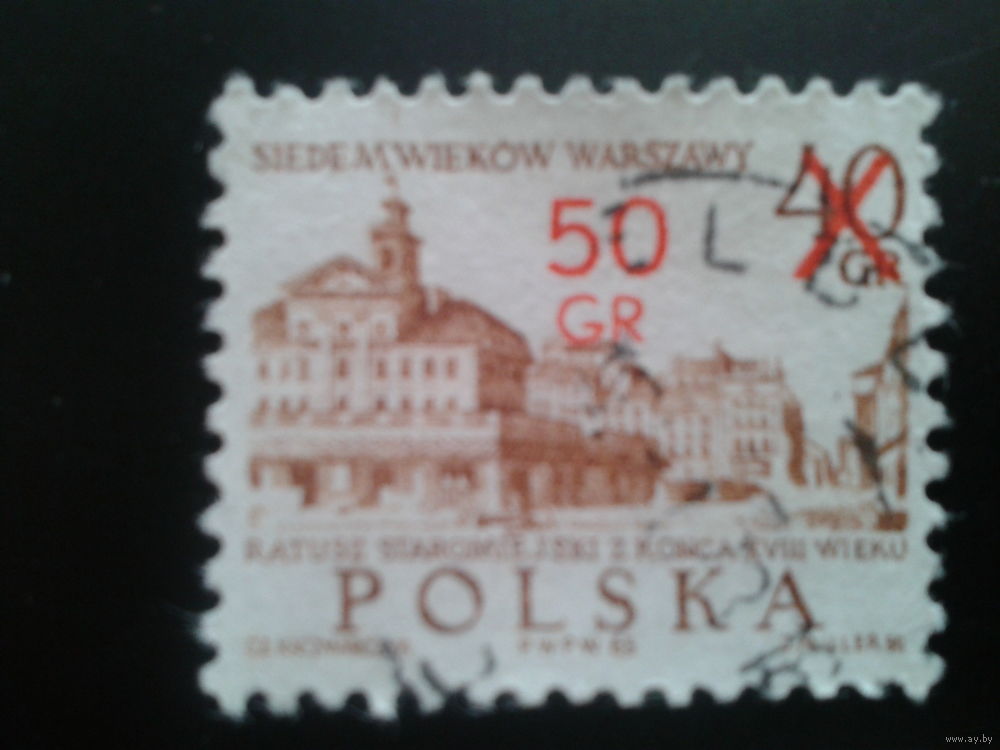 SIEDEM WIEKÓW WARSZAWY
40
GR
50
GR
RATUSZ STAROMIEJSKI Z KOŃCA XVIII WIEKU
POLSKA
www.ay.by